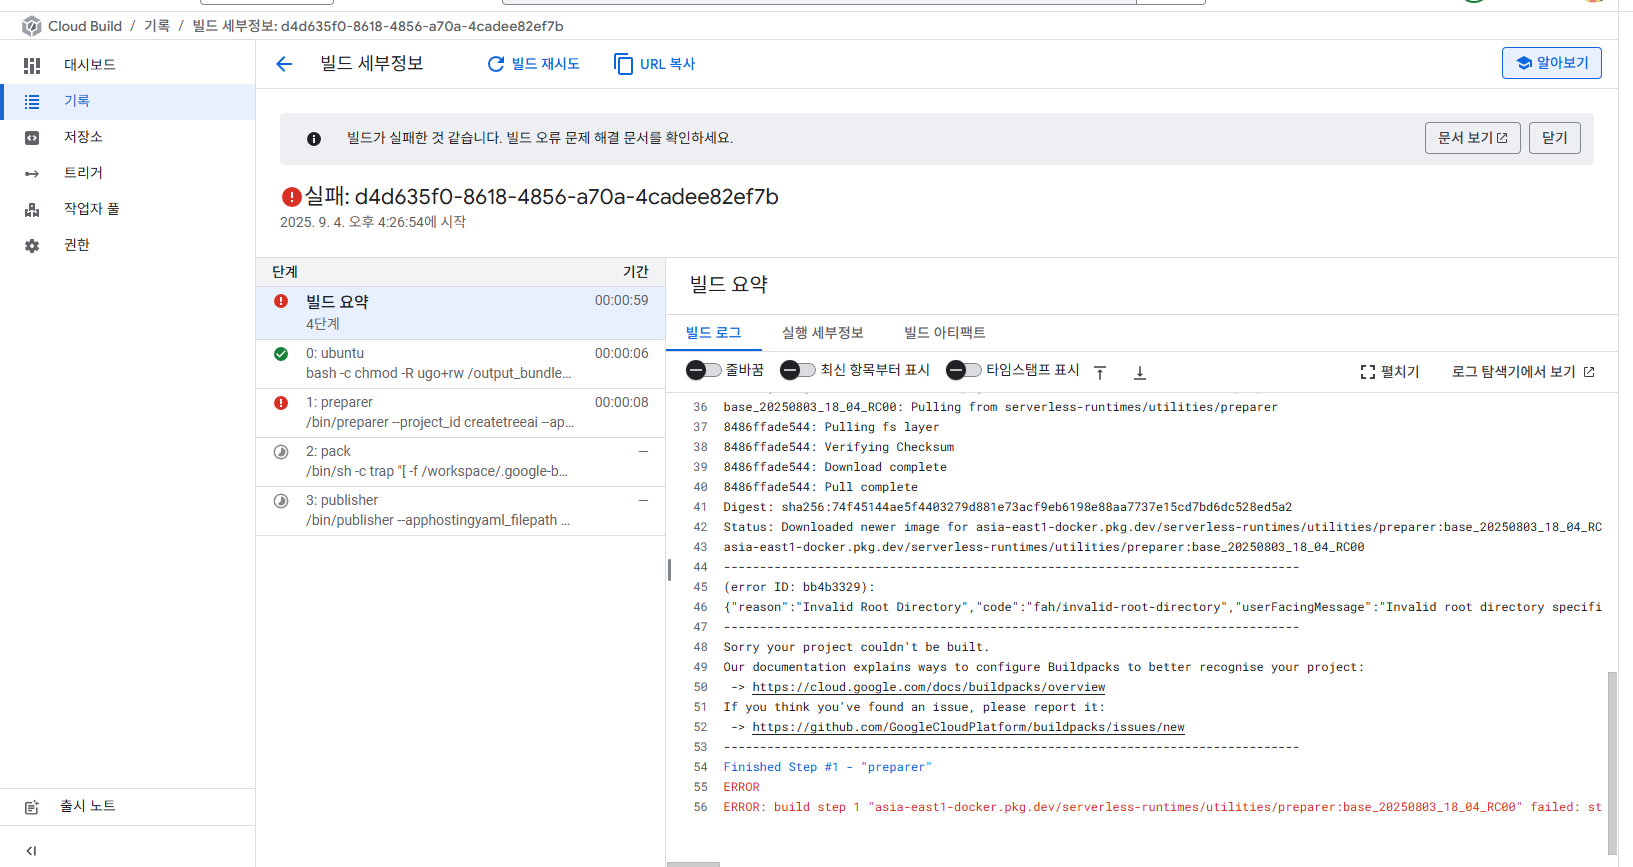 Cloud Build / 기록 / 빌드 세부정보: d4d635f0-8618-4856-a70a-4cadee82ef7b
대시보드
기록
저장소
트리거
작업자 풀
권한
출시 노트
빌드 세부정보
빌드 재시도
URL 복사
알아보기
빌드가 실패한 것 같습니다. 빌드 오류 문제 해결 문서를 확인하세요.
문서 보기
닫기
실패: d4d635f0-8618-4856-a70a-4cadee82ef7b
2025. 9. 4. 오후 4:26:54에 시작
단계 기간
빌드 요약 00:00:59
4단계
0: ubuntu 00:00:06
bash -c chmod -R ugo+rw /output_bundle...
1: preparer 00:00:08
/bin/preparer --project_id createtreeai --ap...
2: pack —
/bin/sh -c trap "[ -f /workspace/.google-b...
3: publisher —
/bin/publisher --apphostingyaml_filepath ...
빌드 요약
빌드 로그 실행 세부정보 빌드 아티팩트
줄바꿈 최신 항목부터 표시 타임스탬프 표시 펼치기 로그 탐색기에서 보기
36 base_20250803_18_04_RC00: Pulling from serverless-runtimes/utilities/preparer
37 8486ffade544: Pulling fs layer
38 8486ffade544: Verifying Checksum
39 8486ffade544: Download complete
40 8486ffade544: Pull complete
41 Digest: sha256:74f45144ae5f4403279d881e73acf9eb6198e88aa7737e15cd7bd6dc528ed5a2
42 Status: Downloaded newer image for asia-east1-docker.pkg.dev/serverless-runtimes/utilities/preparer:base_20250803_18_04_RC
43 asia-east1-docker.pkg.dev/serverless-runtimes/utilities/preparer:base_20250803_18_04_RC00
44 --------------------------------------------------------------------------------
45 (error ID: bb4b3329):
46 {"reason":"Invalid Root Directory","code":"fah/invalid-root-directory","userFacingMessage":"Invalid root directory specifi
47 --------------------------------------------------------------------------------
48 Sorry your project couldn't be built.
49 Our documentation explains ways to configure Buildpacks to better recognise your project:
50 -> https://cloud.google.com/docs/buildpacks/overview
51 If you think you've found an issue, please report it:
52 -> https://github.com/GoogleCloudPlatform/buildpacks/issues/new
53 --------------------------------------------------------------------------------
54 Finished Step #1 - "preparer"
55 ERROR
56 ERROR: build step 1 "asia-east1-docker.pkg.dev/serverless-runtimes/utilities/preparer:base_20250803_18_04_RC00" failed: st